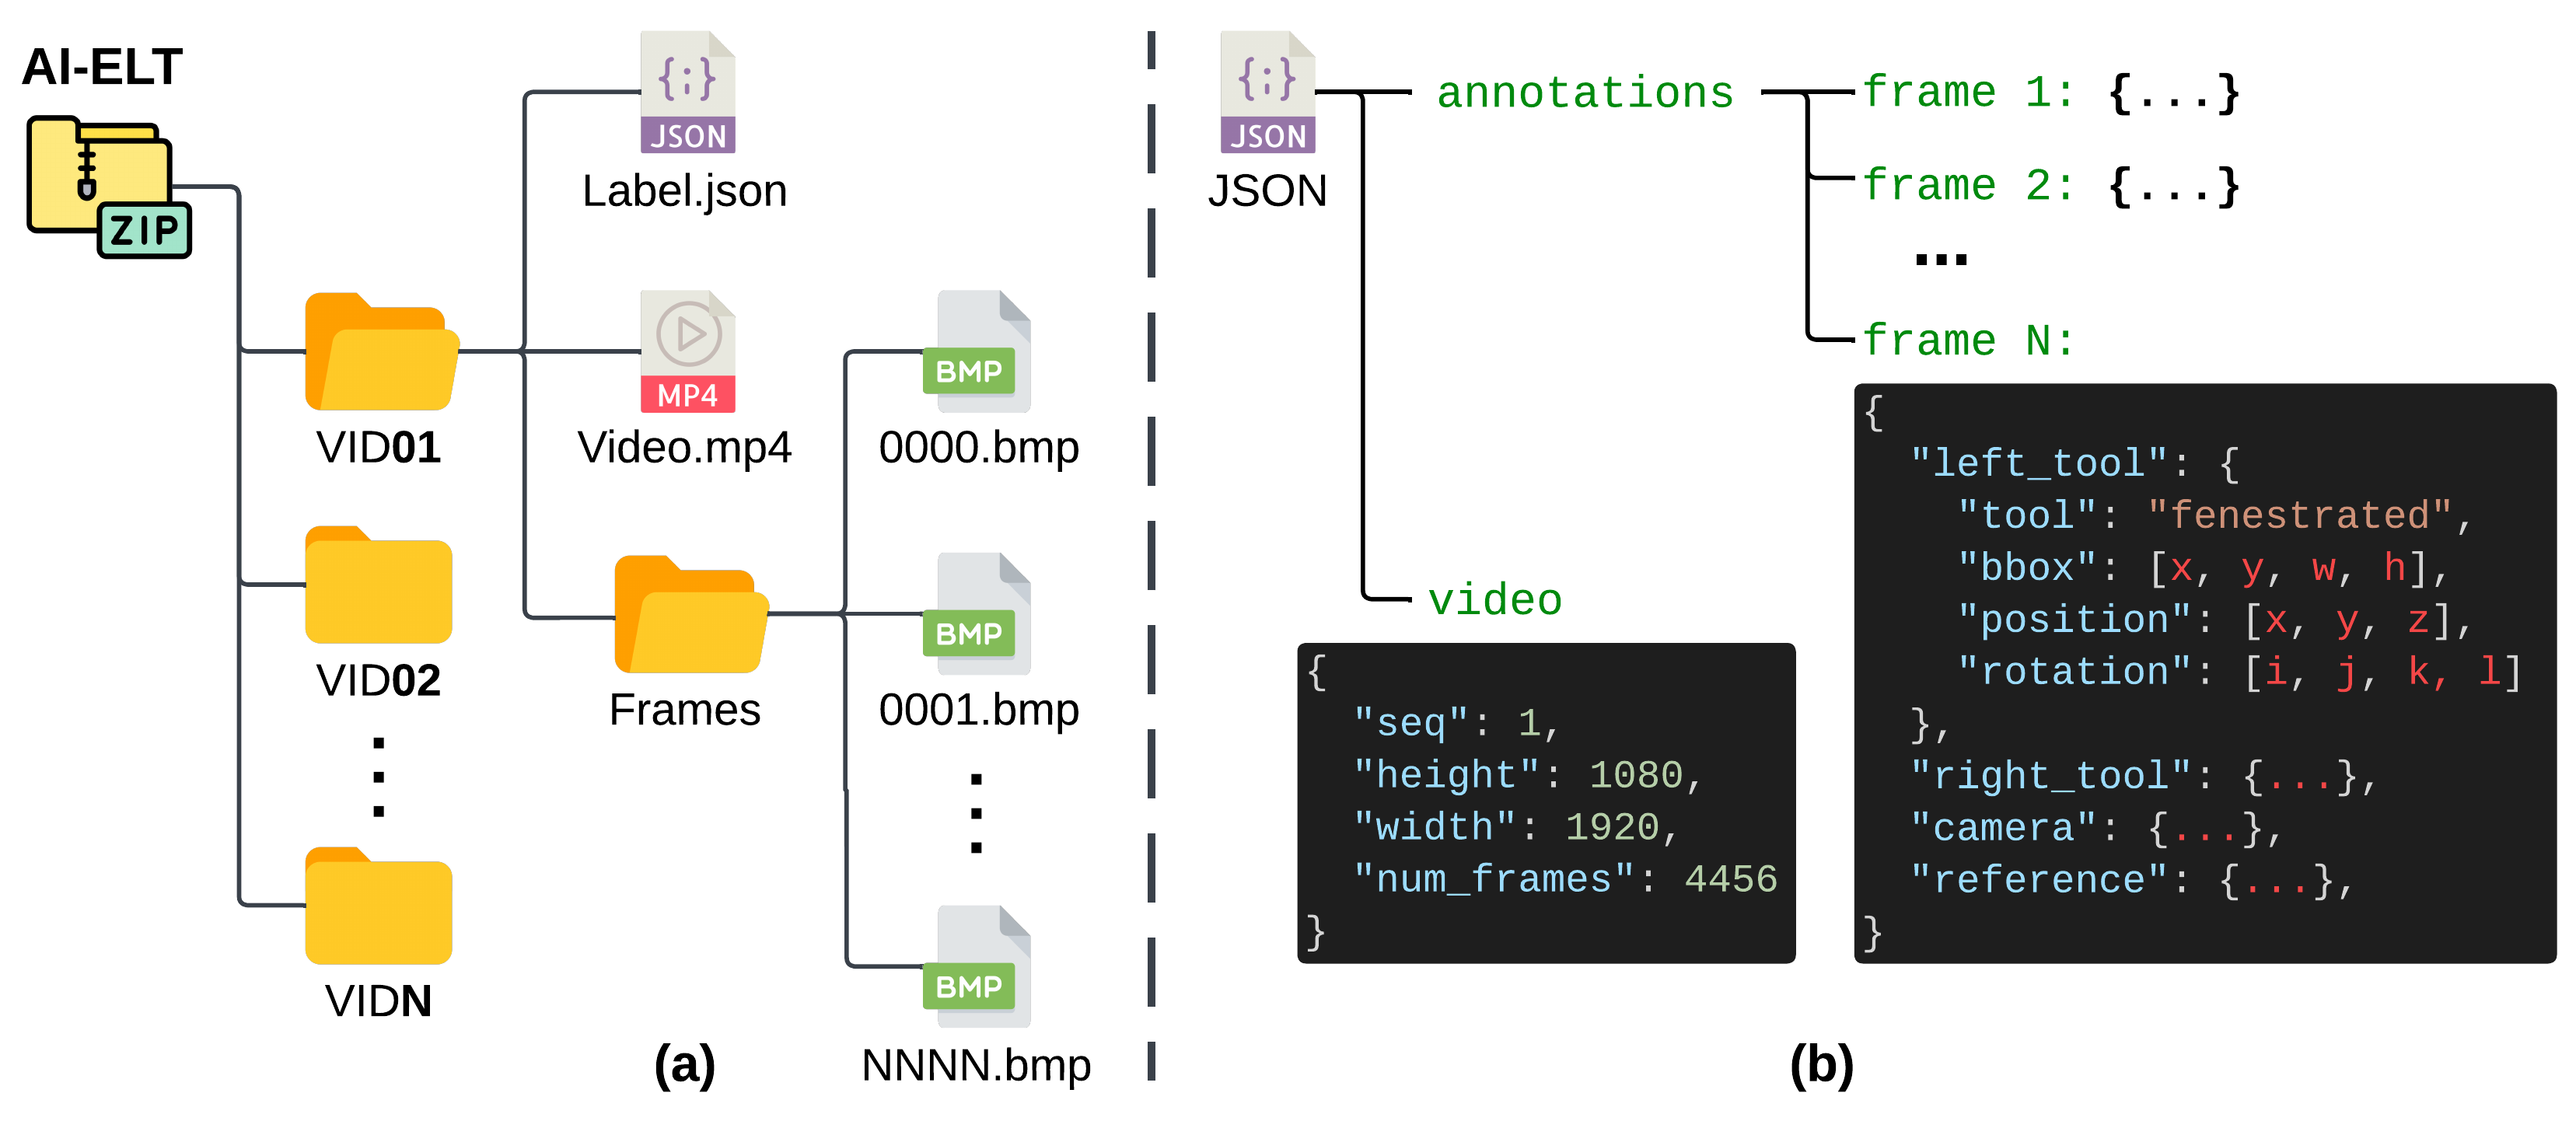 AI-ELT
ZIP
VID01
VID02
VIDN
{;}
JSON
Label.json
MP4
Video.mp4
Frames
BMP
0000.bmp
BMP
0001.bmp
BMP
NNNN.bmp
(a)
{;}
JSON
JSON
annotations
frame 1: {...}
frame 2: {...}
...
frame N:
{
"left_tool": {
"tool": "fenestrated",
"bbox": [x, y, w, h],
"position": [x, y, z],
"rotation": [i, j, k, l]
},
"right_tool": {...},
"camera": {...},
"reference": {...},
}
video
{
"seq": 1,
"height": 1080,
"width": 1920,
"num_frames": 4456
}
(b)